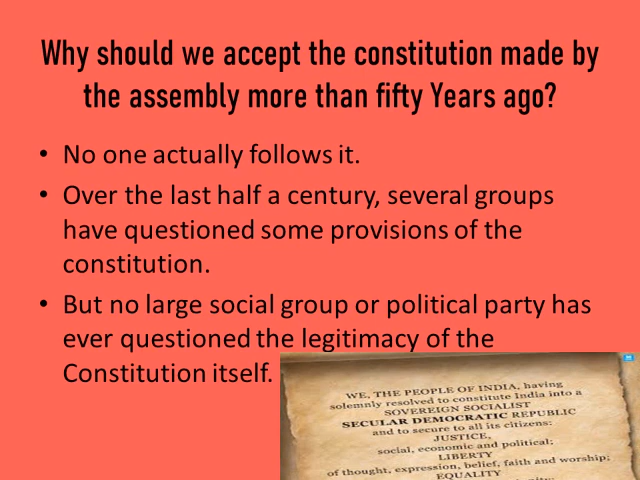 Why should we accept the constitution made by
the assembly more than fifty Years ago?
• No one actually follows it.
• Over the last half a century, several groups
have questioned some provisions of the
constitution.
• But no large social group or political party has
ever questioned the legitimacy of the
Constitution itself.
WE, THE PEOPLE OF INDIA, having
solemnly resolved to constitute India into a
SOVEREIGN SOCIALIST
SECULAR DEMOCRATIC REPUBLIC
and to secure to all its citizens:
JUSTICE,
social, economic and political;
LIBERTY
of thought, expression, belief, faith and worship;
EQUALITY